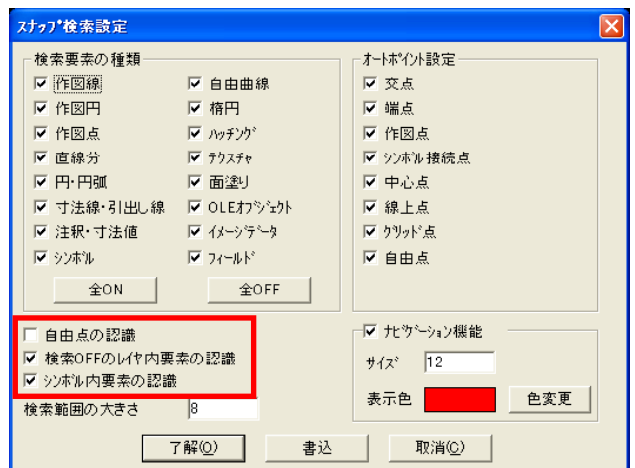 ｽﾅｯﾌﾟ検索設定
検索要素の種類
作図線
自由曲線
作図円
楕円
作図点
ﾊｯﾁﾝｸﾞ
直線分
ﾃｸｽﾁｬ
円・円弧
面塗り
寸法線・引出し線
OLEｵﾌﾞｼﾞｪｸﾄ
注釈・寸法値
ｲﾒｰｼﾞﾃﾞｰﾀ
ｼﾝﾎﾞﾙ
ﾌｨｰﾙﾄﾞ
全ON
全OFF
ｵｰﾄﾎﾟｲﾝﾄ設定
交点
端点
作図点
ｼﾝﾎﾞﾙ接続点
中心点
線上点
ｸﾞﾘｯﾄﾞ点
自由点
自由点の認識
検索OFFのﾚｲﾔ内要素の認識
ｼﾝﾎﾞﾙ内要素の認識
検索範囲の大きさ 8
ﾅﾋﾞｹﾞｰｼｮﾝ機能
ｻｲｽﾞ 12
表示色 色変更
了解(O) 書込 取消(C)